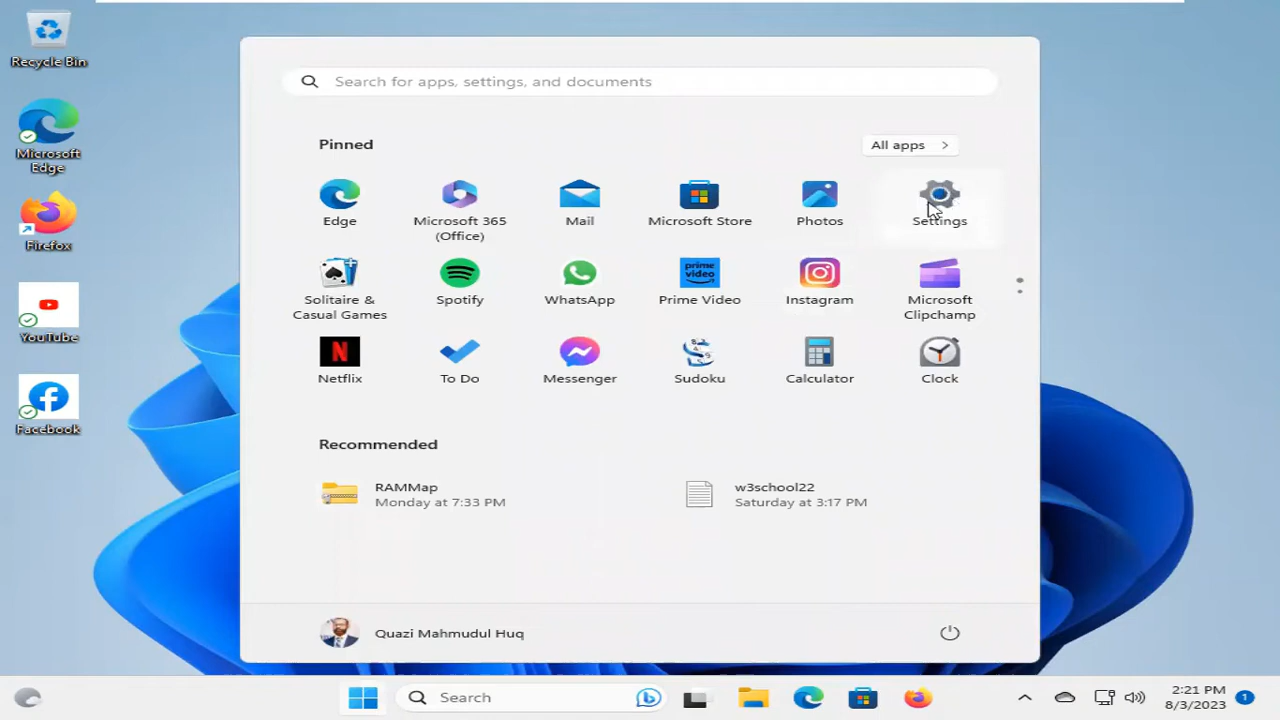 Recycle Bin
Microsoft
Edge
Firefox
YouTube
Facebook
Search for apps, settings, and documents
Pinned
All apps
Edge
Microsoft 365
(Office)
Mail
Microsoft Store
Photos
Settings
Solitaire &
Casual Games
Spotify
WhatsApp
prime
video
Prime Video
Instagram
Microsoft
Clipchamp
N
Netflix
To Do
Messenger
Sudoku
Calculator
Clock
Recommended
RAMMap
Monday at 7:33 PM
w3school22
Saturday at 3:17 PM
Quazi Mahmudul Huq
Search
2:21 PM
8/3/2023
1